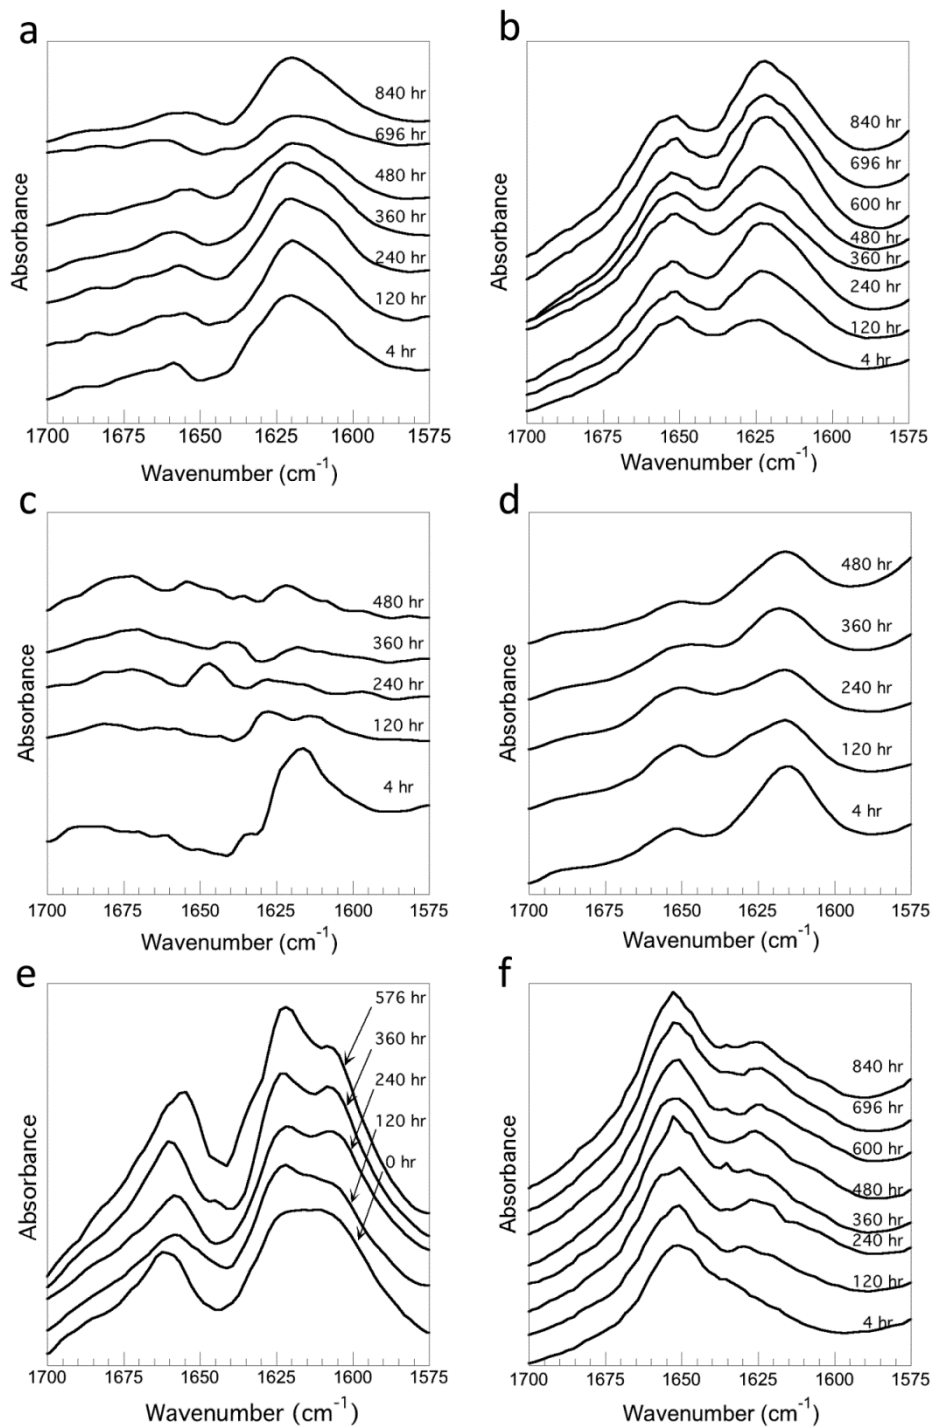 a
Absorbance
840 hr
696 hr
480 hr
360 hr
240 hr
120 hr
4 hr
1700 1675 1650 1625 1600 1575
Wavenumber (cm-1)
b
Absorbance
840 hr
696 hr
600 hr
480 hr
360 hr
240 hr
120 hr
4 hr
1700 1675 1650 1625 1600 1575
Wavenumber (cm-1)
c
Absorbance
480 hr
360 hr
240 hr
120 hr
4 hr
1700 1675 1650 1625 1600 1575
Wavenumber (cm-1)
d
Absorbance
480 hr
360 hr
240 hr
120 hr
4 hr
1700 1675 1650 1625 1600 1575
Wavenumber (cm-1)
e
Absorbance
576 hr
360 hr
240 hr
120 hr
0 hr
1700 1675 1650 1625 1600 1575
Wavenumber (cm-1)
f
Absorbance
840 hr
696 hr
600 hr
480 hr
360 hr
240 hr
120 hr
4 hr
1700 1675 1650 1625 1600 1575
Wavenumber (cm-1)